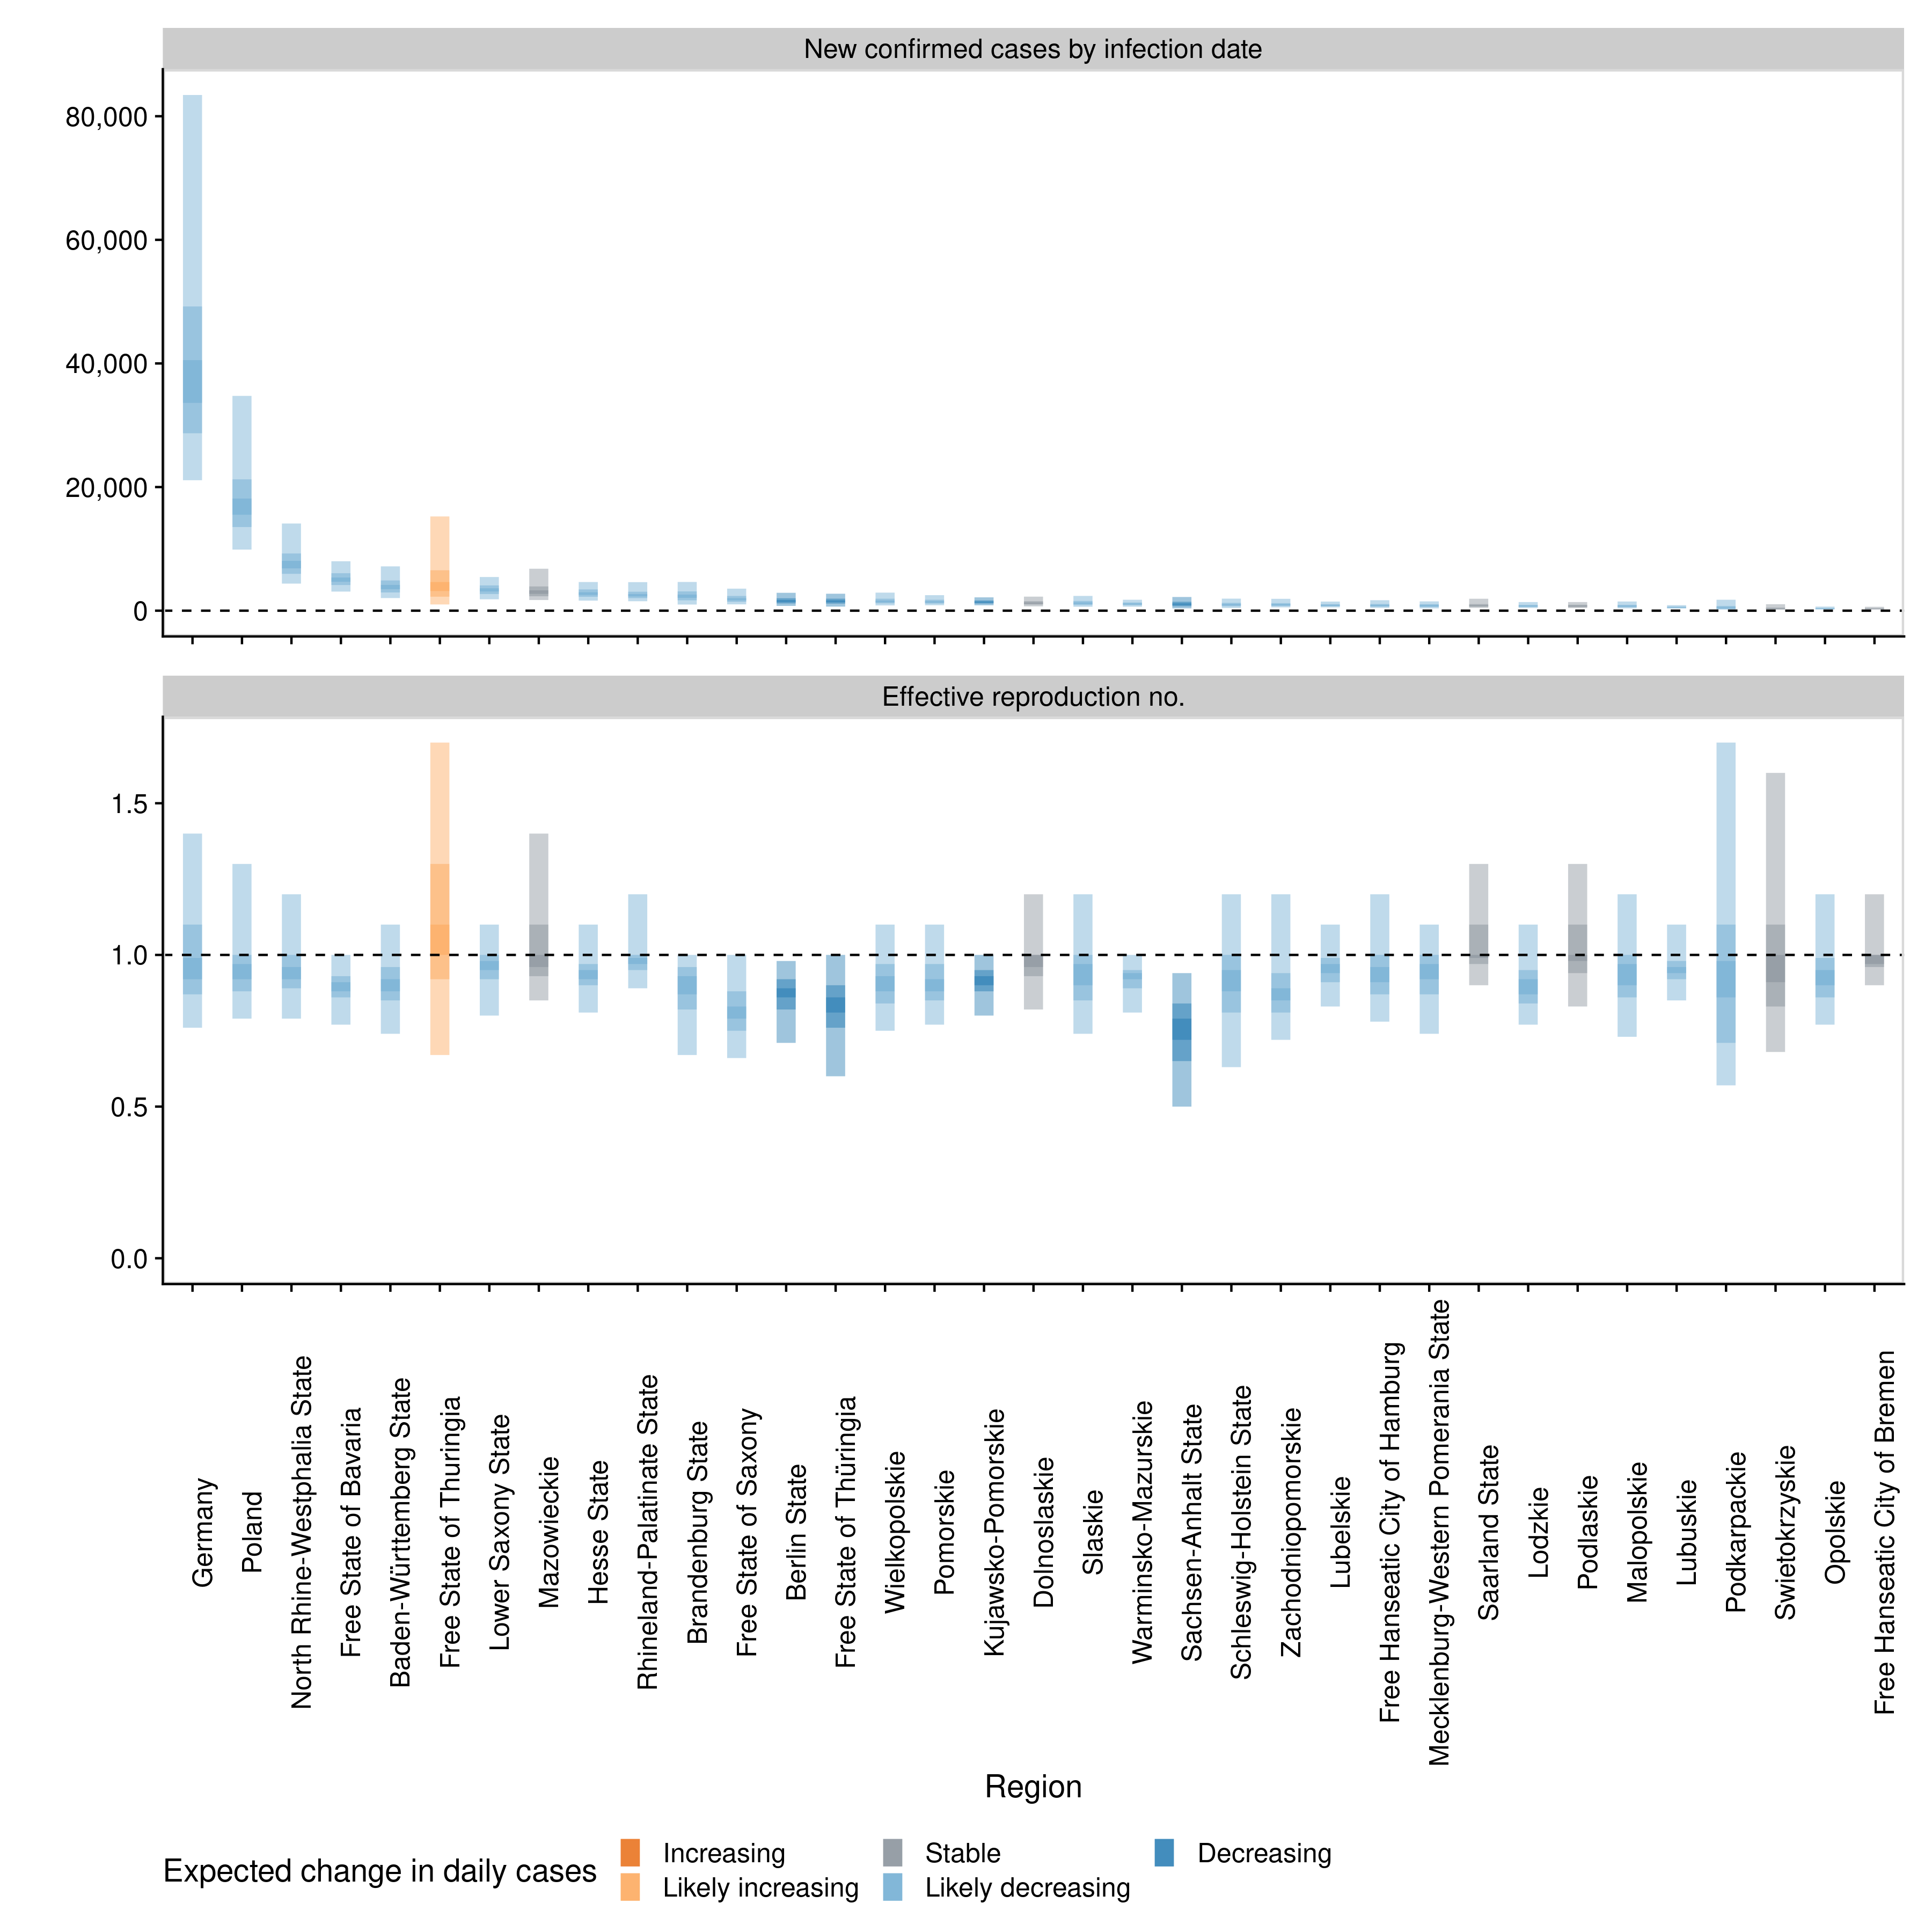 New confirmed cases by infection date
80,000
60,000
40,000
20,000
0
Effective reproduction no.
1.5
1.0
0.5
0.0
Germany
Poland
North Rhine-Westphalia State
Free State of Bavaria
Baden-Württemberg State
Free State of Thuringia
Lower Saxony State
Mazowieckie
Hesse State
Rhineland-Palatinate State
Brandenburg State
Free State of Saxony
Berlin State
Free State of Thüringia
Wielkopolskie
Pomorskie
Kujawsko-Pomorskie
Dolnoslaskie
Slaskie
Warminsko-Mazurskie
Sachsen-Anhalt State
Schleswig-Holstein State
Zachodniopomorskie
Lubelskie
Free Hanseatic City of Hamburg
Mecklenburg-Western Pomerania State
Saarland State
Lodzkie
Podlaskie
Malopolskie
Lubuskie
Podkarpackie
Swietokrzyskie
Opolskie
Free Hanseatic City of Bremen
Region
Expected change in daily cases
Increasing
Likely increasing
Stable
Likely decreasing
Decreasing